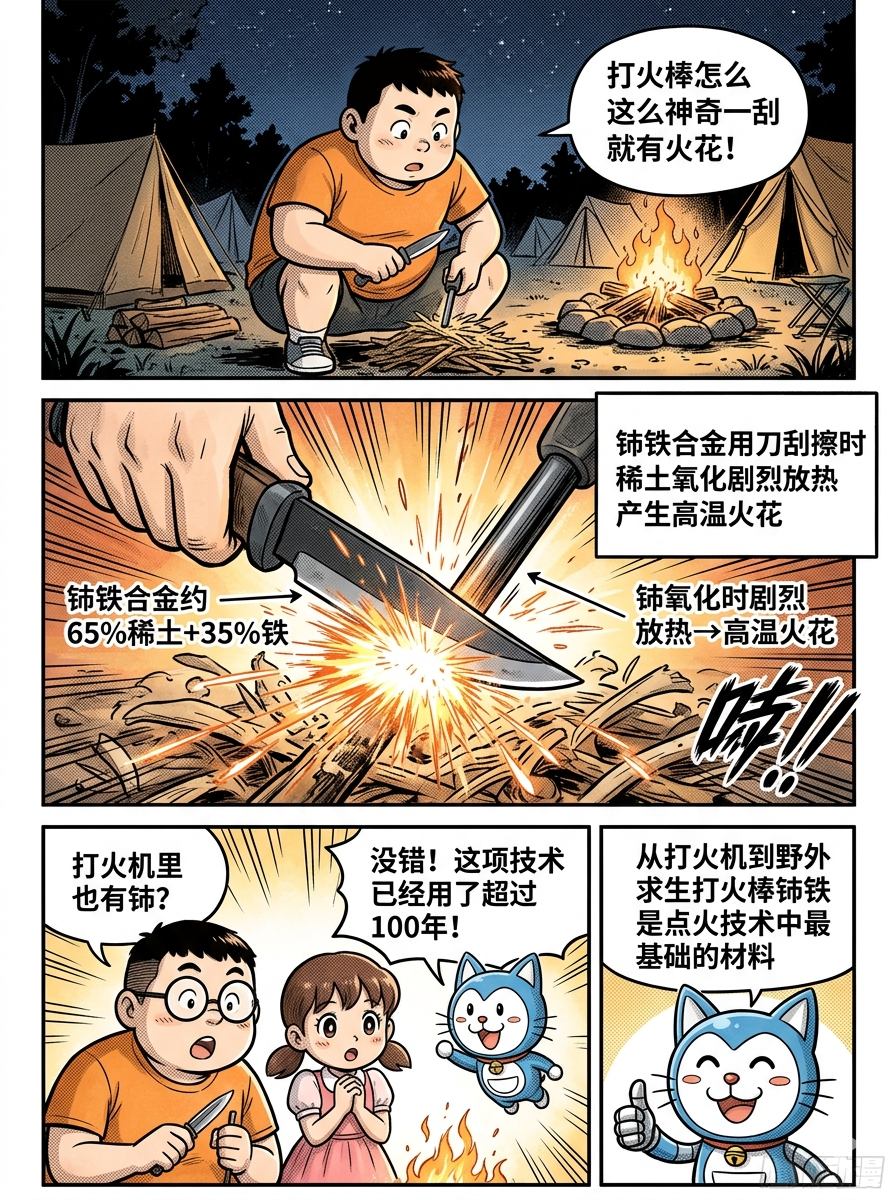 打火棒怎么
这么神奇一刮
就有火花！
铈铁合金用刀刮擦时
稀土氧化剧烈放热
产生高温火花
铈铁合金约
65%稀土+35%铁
铈氧化时剧烈
放热→高温火花
打火机里
也有铈？
没错！这项技术
已经用了超过
100年！
从打火机到野外
求生打火棒铈铁
是点火技术中最
基础的材料